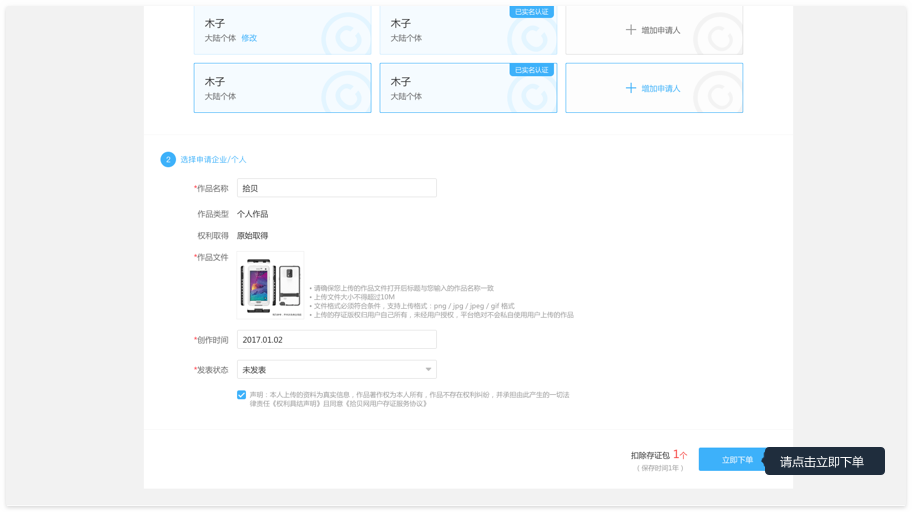 已实名认证
木子
大陆个体 修改
木子
大陆个体
增加申请人
已实名认证
木子
大陆个体
木子
大陆个体
增加申请人
2 选择申请企业/个人
*作品名称 拾贝
作品类型 个人作品
权利取得 原始取得
*作品文件
• 请确保您上传的作品文件打开后标题与您输入的作品名称一致
• 上传文件大小不得超过10M
• 文件格式必须符合条件，支持上传格式：png / jpg / jpeg / gif 格式
• 上传的存证版权归用户自己所有，未经用户授权，平台绝对不会私自使用用户上传的作品
*创作时间 2017.01.02
*发表状态 未发表
声明：本人上传的资料为真实信息，作品著作权为本人所有，作品不存在权利纠纷，并承担由此产生的一切法
律责任《权利具结声明》且同意《拾贝网用户存证服务协议》
扣除存证包 1个
（ 保存时间1年 ）
立即下单
请点击立即下单